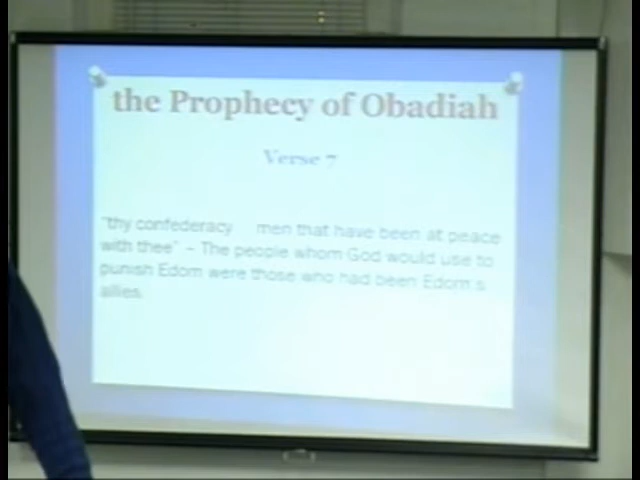 the Prophecy of Obadiah
Verse 7
"thy confederacy men that have been at peace
with thee" – The people whom God would use to
punish Edom were those who had been Edom's
allies.